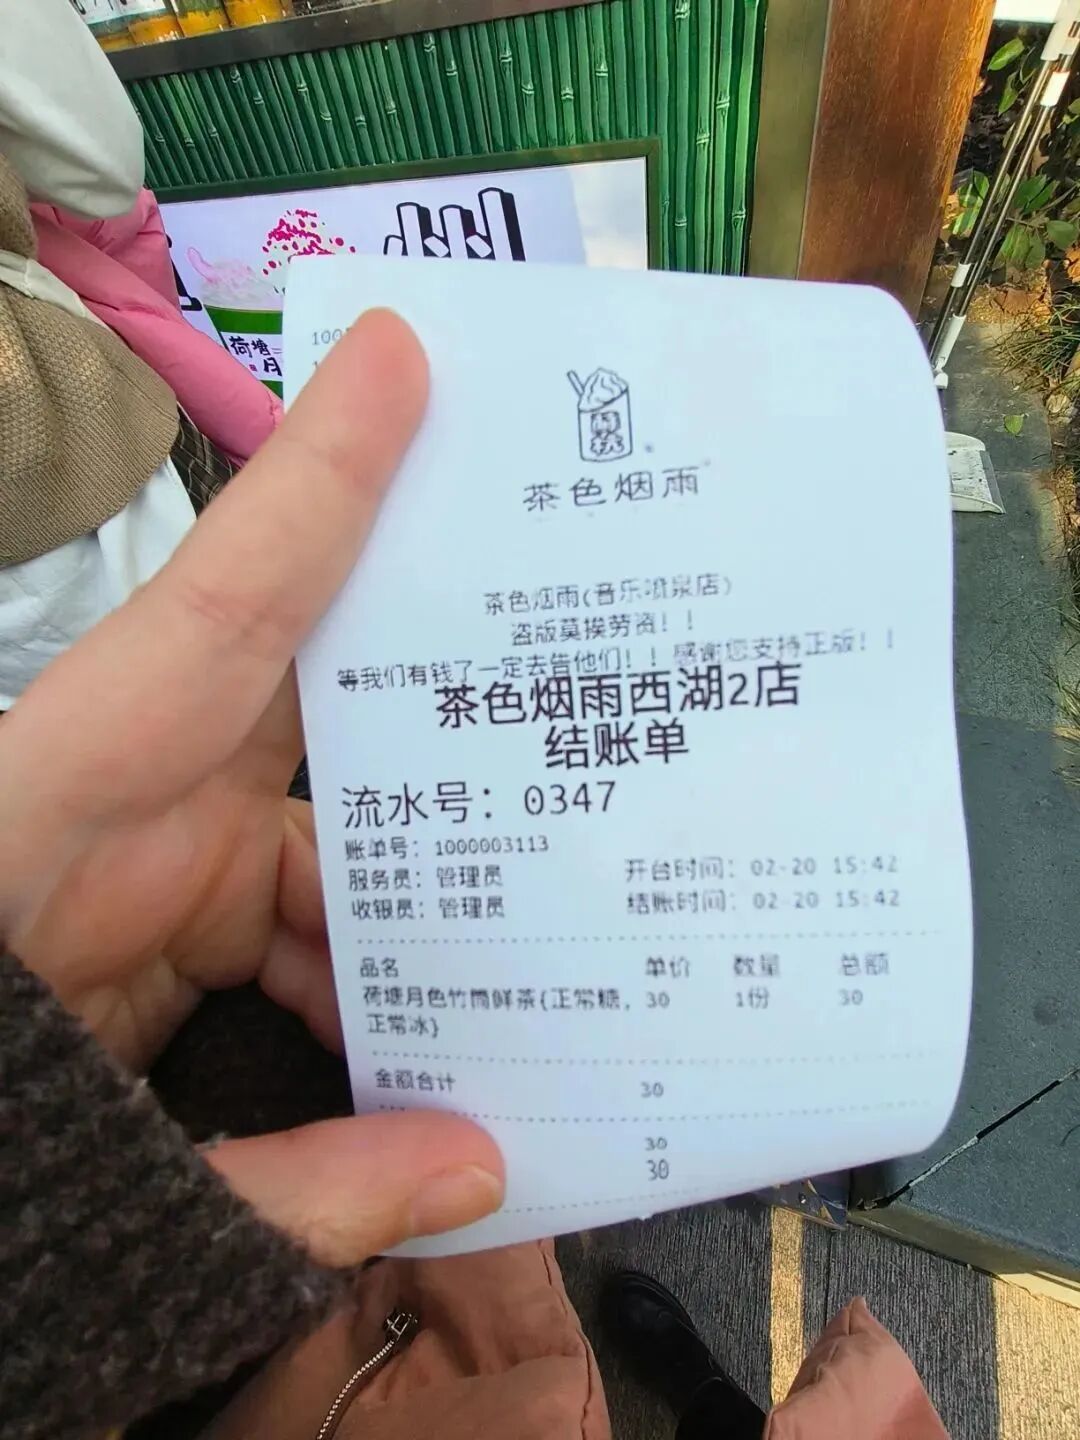 荷塘
月
茶色烟雨
茶色烟雨(音乐喷泉店)
盗版莫挨劳资！！
等我们有钱了一定去告他们！！感谢您支持正版！！
茶色烟雨西湖2店
结账单
流水号：0347
账单号：1000003113
服务员：管理员 开台时间：02-20 15:42
收银员：管理员 结账时间：02-20 15:42
品名 单价 数量 总额
荷塘月色竹筒鲜茶{正常糖, 30 1份 30
正常冰}
金额合计 30
30
30